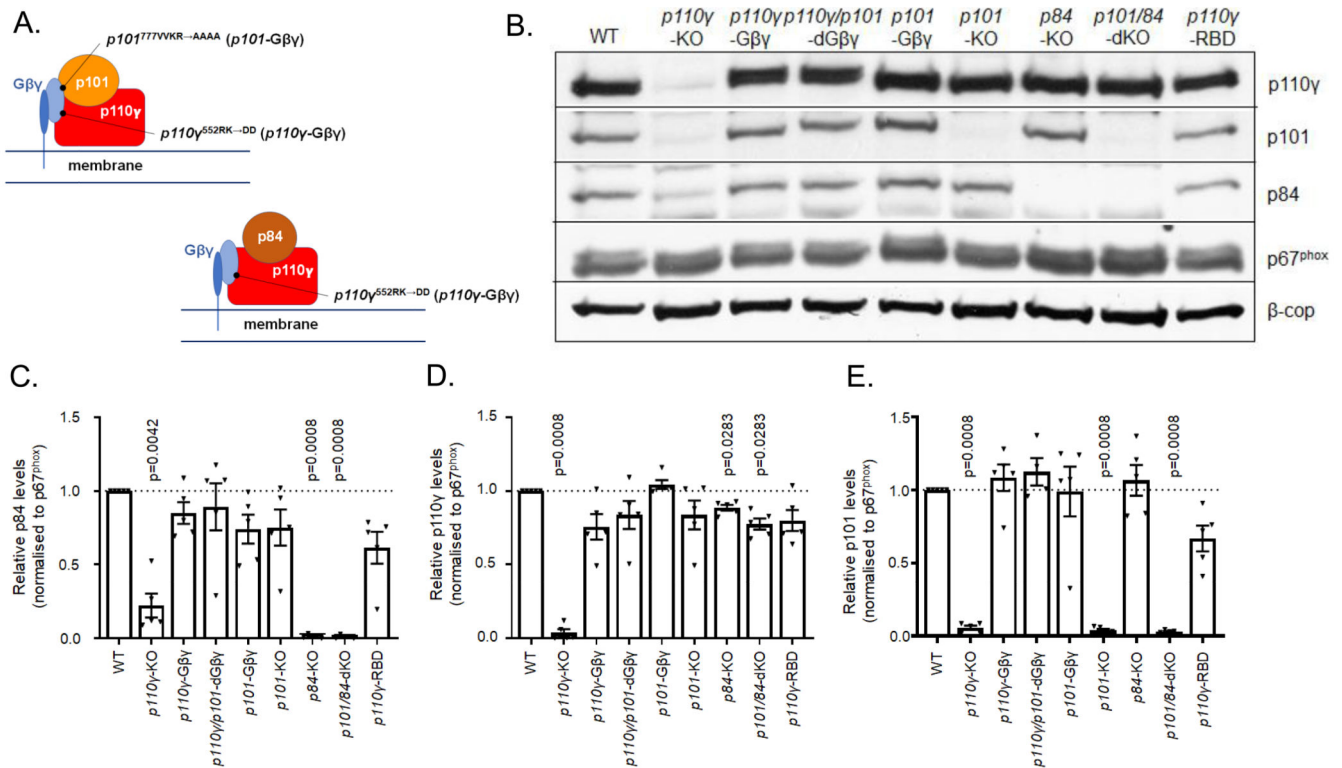 A.
p101⁷⁷⁷ⱽⱽᴷᴿ→ᴬᴬᴬᴬ (p101-Gβγ)
Gβγ
p101
p110γ
p110γ⁵⁵²ᴿᴷ→ᴰᴰ (p110γ-Gβγ)
membrane
p84
Gβγ
p110γ
p110γ⁵⁵²ᴿᴷ→ᴰᴰ (p110γ-Gβγ)
membrane
B.
p110γ p110γ p110γ/p101 p101 p101 p84 p101/84 p110γ
WT -KO -Gβγ -dGβγ -Gβγ -KO -KO -dKO -RBD
p110γ
p101
p84
p67ᵖʰᵒˣ
β-cop
C.
Relative p84 levels
(normalised to p67ᵖʰᵒˣ)
1.5
1.0
0.5
0.0
p=0.0042
p=0.0008
p=0.0008
WT
p110γ-KO
p110γ-Gβγ
p110γ/p101-dGβγ
p101-Gβγ
p101-KO
p84-KO
p101/84-dKO
p110γ-RBD
D.
Relative p110γ levels
(normalised to p67ᵖʰᵒˣ)
1.5
1.0
0.5
0.0
p=0.0008
p=0.0283
p=0.0283
WT
p110γ-KO
p110γ-Gβγ
p110γ/p101-dGβγ
p101-Gβγ
p101-KO
p84-KO
p101/84-dKO
p110γ-RBD
E.
Relative p101 levels
(normalised to p67ᵖʰᵒˣ)
1.5
1.0
0.5
0.0
p=0.0008
p=0.0008
p=0.0008
WT
p110γ-KO
p110γ-Gβγ
p110γ/p101-dGβγ
p101-Gβγ
p101-KO
p84-KO
p101/84-dKO
p110γ-RBD